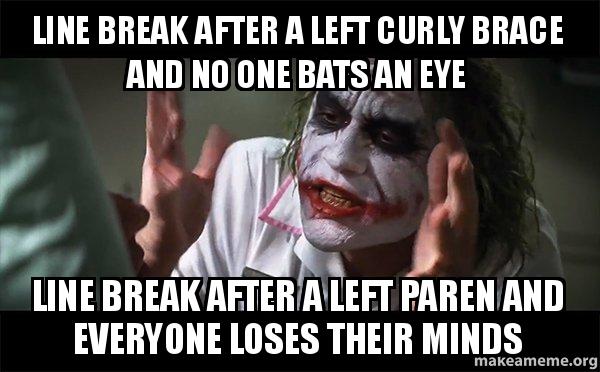 LINE BREAK AFTER A LEFT CURLY BRACE
AND NO ONE BATS AN EYE
LINE BREAK AFTER A LEFT PAREN AND
EVERYONE LOSES THEIR MINDS
makeameme.org